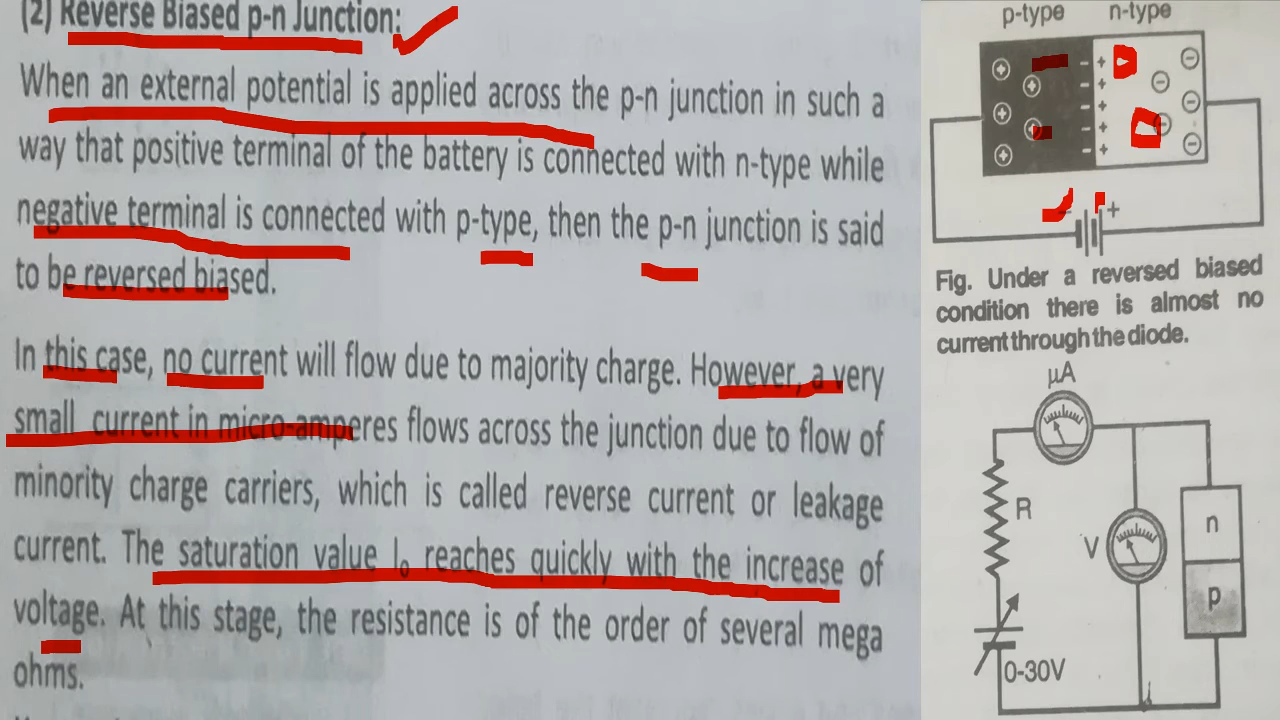 (2) Reverse Biased p-n Junction:
When an external potential is applied across the p-n junction in such a
way that positive terminal of the battery is connected with n-type while
negative terminal is connected with p-type, then the p-n junction is said
to be reversed biased.
In this case, no current will flow due to majority charge. However, a very
small current in micro-amperes flows across the junction due to flow of
minority charge carriers, which is called reverse current or leakage
current. The saturation value I₀ reaches quickly with the increase of
voltage. At this stage, the resistance is of the order of several mega
ohms.
p-type n-type
- +
Fig. Under a reversed biased
condition there is almost no
current through the diode.
μA
R
V
n
p
0-30V